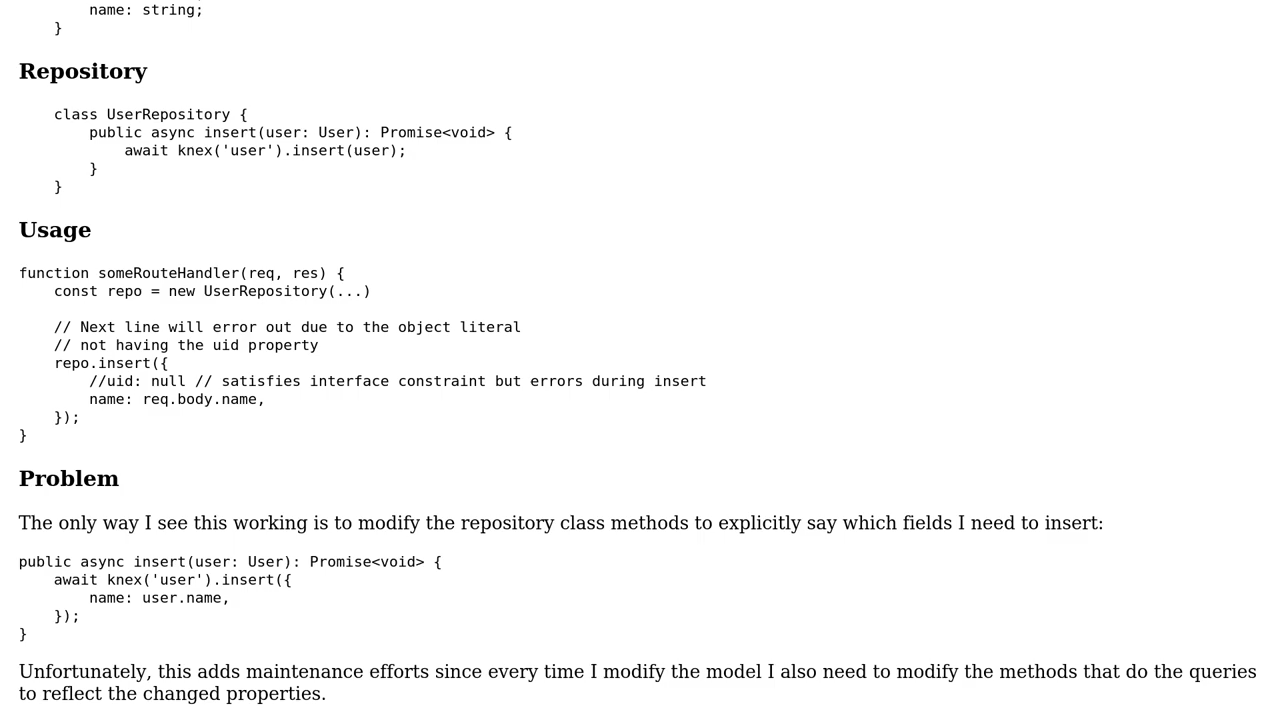 name: string;
    }
Repository
    class UserRepository {
        public async insert(user: User): Promise<void> {
            await knex('user').insert(user);
        }
    }
Usage
function someRouteHandler(req, res) {
    const repo = new UserRepository(...)

    // Next line will error out due to the object literal
    // not having the uid property
    repo.insert({
        //uid: null // satisfies interface constraint but errors during insert
        name: req.body.name,
    });
}
Problem
The only way I see this working is to modify the repository class methods to explicitly say which fields I need to insert:
public async insert(user: User): Promise<void> {
    await knex('user').insert({
        name: user.name,
    });
}
Unfortunately, this adds maintenance efforts since every time I modify the model I also need to modify the methods that do the queries
to reflect the changed properties.